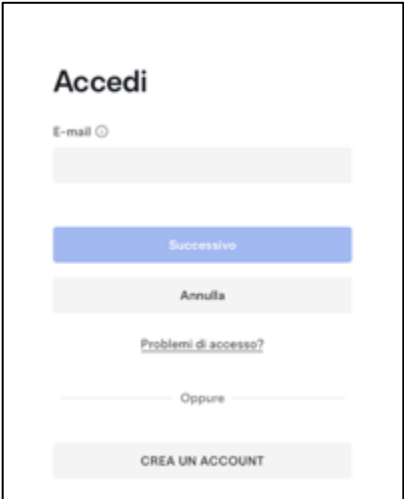 Accedi
E-mail
Successivo
Annulla
Problemi di accesso?
Oppure
CREA UN ACCOUNT